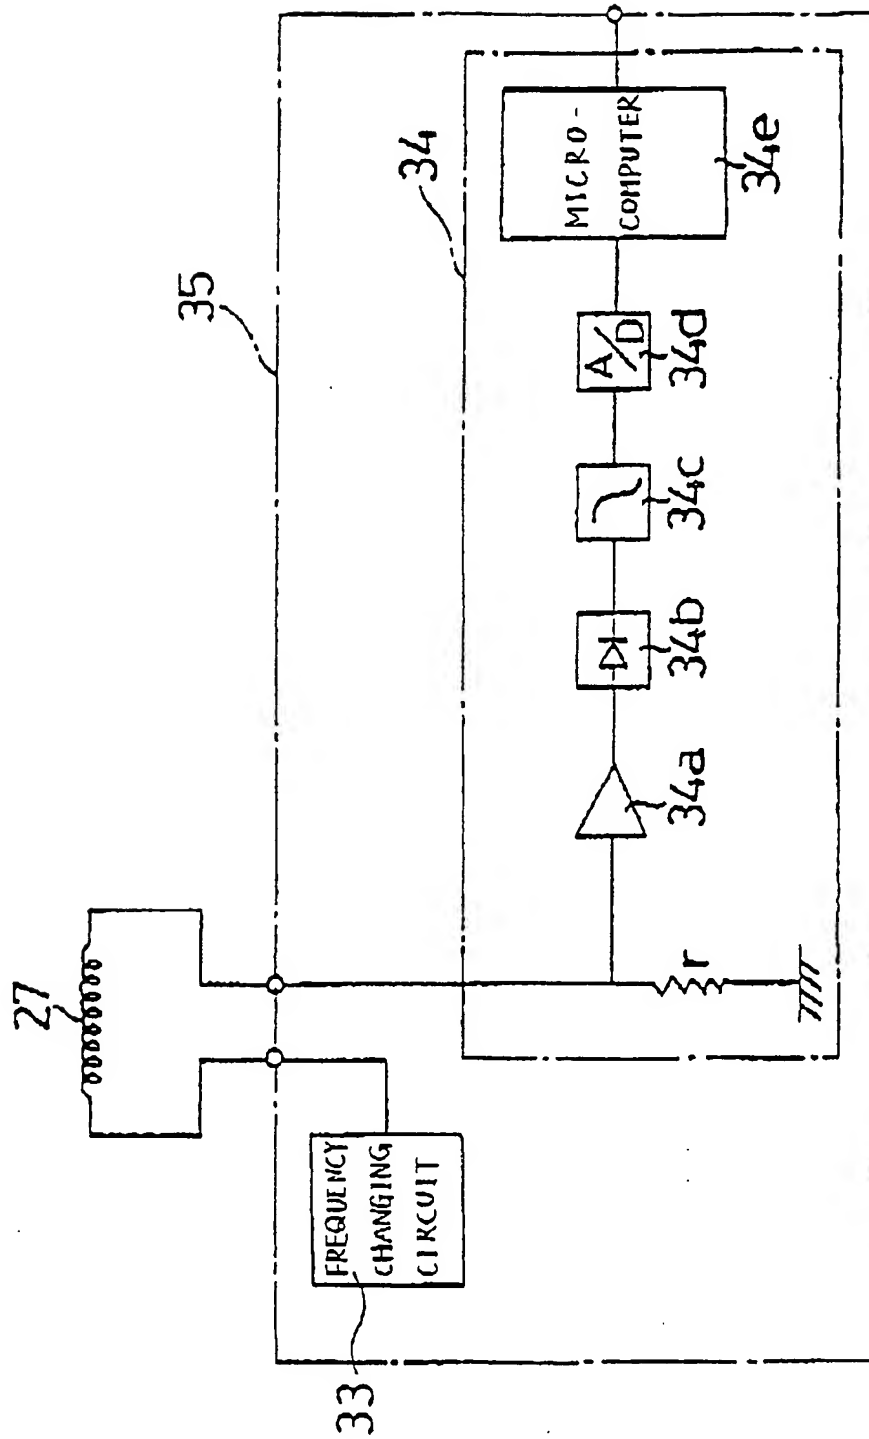 27
35
34
33
FREQUENCY
CHANGING
CIRCUIT
r
34a
34b
34c
A/D
34d
MICRO-
COMPUTER
34e